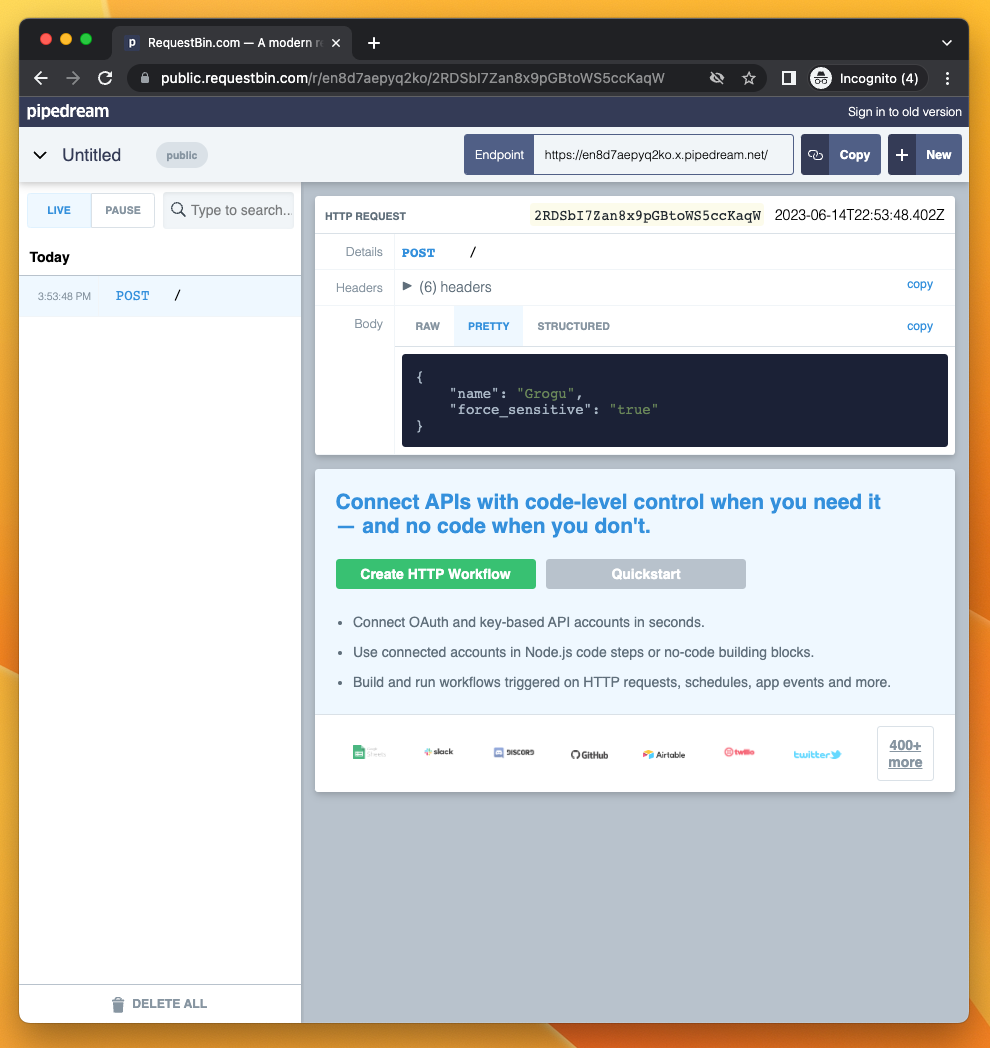 RequestBin.com — A modern r
public.requestbin.com/r/en8d7aepyq2ko/2RDSbI7Zan8x9pGBtoWS5ccKaqW
Incognito (4)
pipedream
Sign in to old version
Untitled
public
Endpoint
https://en8d7aepyq2ko.x.pipedream.net/
Copy
New
LIVE
PAUSE
Type to search...
Today
3:53:48 PM POST /
HTTP REQUEST
2RDSbI7Zan8x9pGBtoWS5ccKaqW
2023-06-14T22:53:48.402Z
Details
POST /
Headers
(6) headers
copy
Body
RAW
PRETTY
STRUCTURED
copy
{
"name": "Grogu",
"force_sensitive": "true"
}
Connect APIs with code-level control when you need it
— and no code when you don't.
Create HTTP Workflow
Quickstart
• Connect OAuth and key-based API accounts in seconds.
• Use connected accounts in Node.js code steps or no-code building blocks.
• Build and run workflows triggered on HTTP requests, schedules, app events and more.
slack
DISCORD
GitHub
Airtable
twilio
twitter
400+
more
DELETE ALL